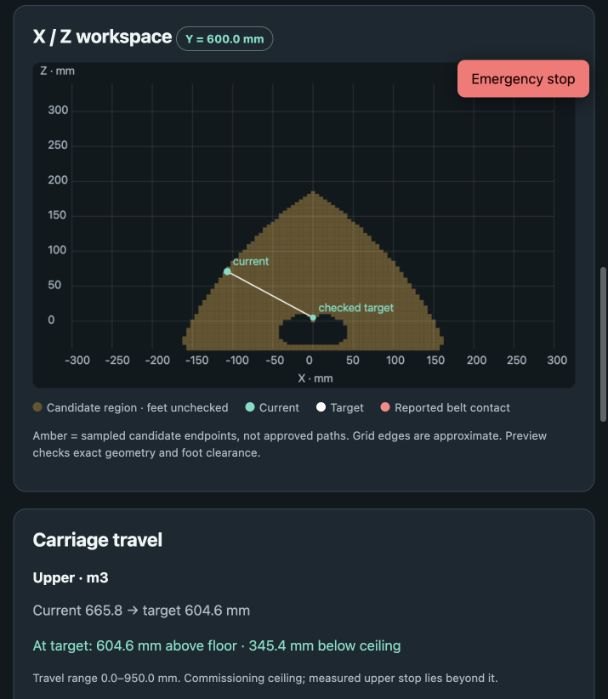 X / Z workspace Y = 600.0 mm
Z · mm
Emergency stop
300
250
200
150
100
50
0
current
checked target
-300 -250 -200 -150 -100 -50 0 50 100 150 200 250 300
X · mm
Candidate region · feet unchecked Current Target Reported belt contact
Amber = sampled candidate endpoints, not approved paths. Grid edges are approximate. Preview
checks exact geometry and foot clearance.
Carriage travel
Upper · m3
Current 665.8 → target 604.6 mm
At target: 604.6 mm above floor · 345.4 mm below ceiling
Travel range 0.0–950.0 mm. Commissioning ceiling; measured upper stop lies beyond it.